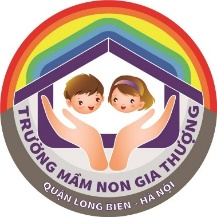 TRƯỜNG MẦM NON GIA THƯỢNG
QUẬN LONG BIÊN - HÀ NỘI